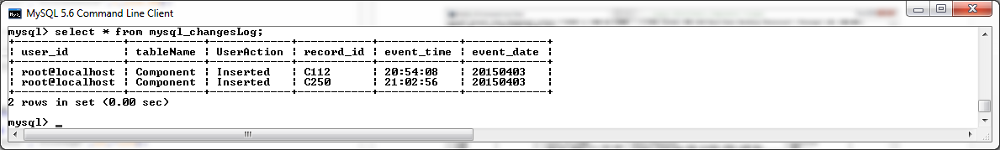 MySQL 5.6 Command Line Client
mysql> select * from mysql_changesLog;
+----------------+-----------+------------+-----------+------------+------------+
| user_id        | tableName | UserAction | record_id | event_time | event_date |
+----------------+-----------+------------+-----------+------------+------------+
| root@localhost | Component | Inserted   | C112      | 20:54:08   | 20150403   |
| root@localhost | Component | Inserted   | C250      | 21:02:56   | 20150403   |
+----------------+-----------+------------+-----------+------------+------------+
2 rows in set (0.00 sec)
mysql> _